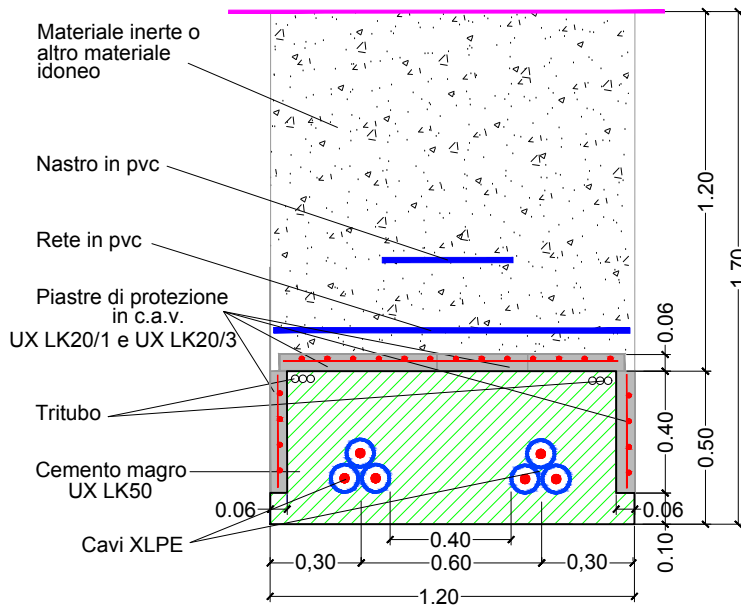 Materiale inerte o
altro materiale
idoneo
Nastro in pvc
Rete in pvc
Piastre di protezione
in c.a.v.
UX LK20/1 e UX LK20/3
Tritubo
Cemento magro
UX LK50
Cavi XLPE
1.20
1.70
0.06
0.40
0.50
0.06
0.06
0.10
0.40
0,30
0.60
0,30
1.20